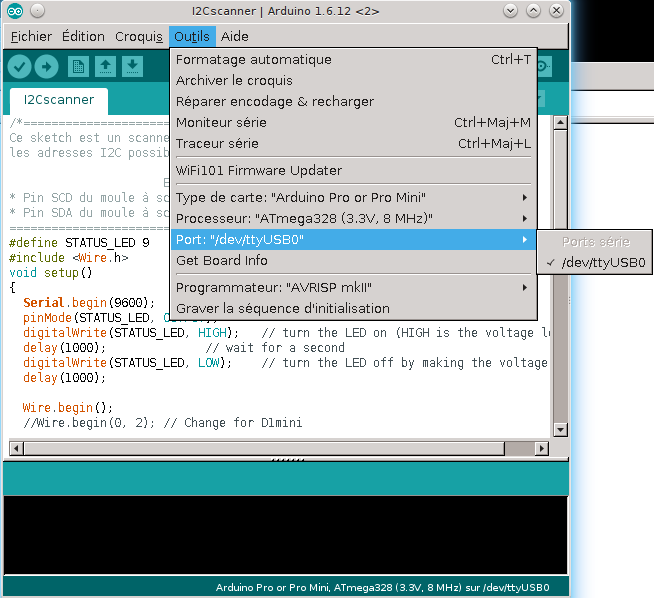 I2Cscanner | Arduino 1.6.12 <2>
Fichier Édition Croquis Outils Aide
Formatage automatique Ctrl+T
Archiver le croquis
Réparer encodage & recharger
Moniteur série Ctrl+Maj+M
Traceur série Ctrl+Maj+L
WiFi101 Firmware Updater
Type de carte: "Arduino Pro or Pro Mini"
Processeur: "ATmega328 (3.3V, 8 MHz)"
Port: "/dev/ttyUSB0"
Get Board Info
Programmateur: "AVRISP mkII"
Graver la séquence d'initialisation
Ports série
✓ /dev/ttyUSB0
I2Cscanner
/*=====================
Ce sketch est un scanne
les adresses I2C possib
* Pin SCD du moule à sc
* Pin SDA du moule à sc
=======================
#define STATUS_LED 9
#include <Wire.h>
void setup()
{
Serial.begin(9600);
pinMode(STATUS_LED,
digitalWrite(STATUS_LED, HIGH); // turn the LED on (HIGH is the voltage l
delay(1000); // wait for a second
digitalWrite(STATUS_LED, LOW); // turn the LED off by making the voltage
delay(1000);
Wire.begin();
//Wire.begin(0, 2); // Change for D1mini
Arduino Pro or Pro Mini, ATmega328 (3.3V, 8 MHz) sur /dev/ttyUSB0